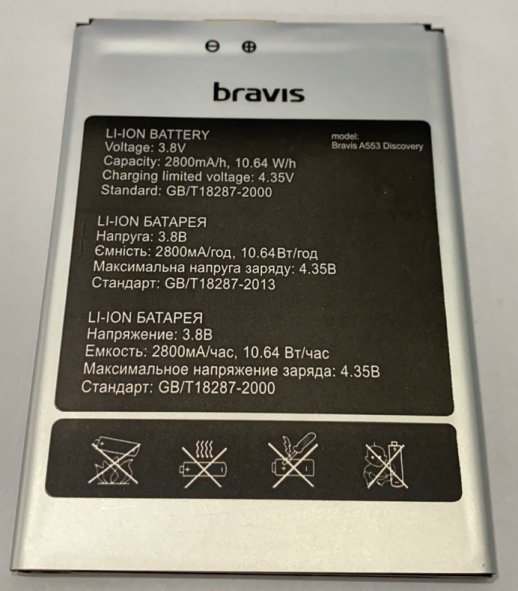 bravis
LI-ION BATTERY
Voltage: 3.8V
Capacity: 2800mA/h, 10.64 W/h
Charging limited voltage: 4.35V
Standard: GB/T18287-2000
model:
Bravis A553 Discovery
LI-ION БАТАРЕЯ
Напруга: 3.8В
Ємність: 2800мА/год, 10.64Вт/год
Максимальна напруга заряду: 4.35В
Стандарт: GB/T18287-2013
LI-ION БАТАРЕЯ
Напряжение: 3.8В
Емкость: 2800мА/час, 10.64 Вт/час
Максимальное напряжение заряда: 4.35В
Стандарт: GB/T18287-2000